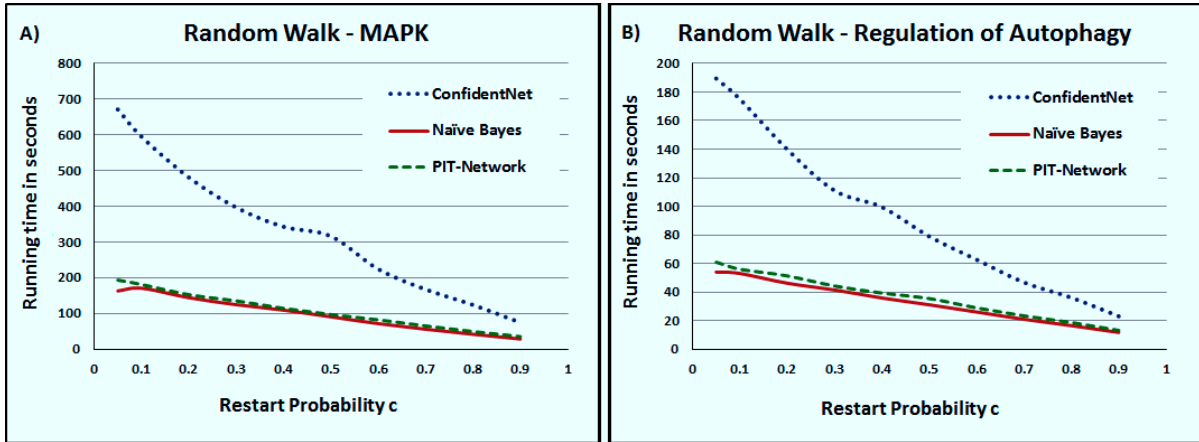 A)
Random Walk - MAPK
Running time in seconds
800
700
600
500
400
300
200
100
0
ConfidentNet
Naïve Bayes
PIT-Network
0 0.1 0.2 0.3 0.4 0.5 0.6 0.7 0.8 0.9 1
Restart Probability c
B)
Random Walk - Regulation of Autophagy
Running time in seconds
200
180
160
140
120
100
80
60
40
20
0
ConfidentNet
Naïve Bayes
PIT-Network
0 0.1 0.2 0.3 0.4 0.5 0.6 0.7 0.8 0.9 1
Restart Probability c